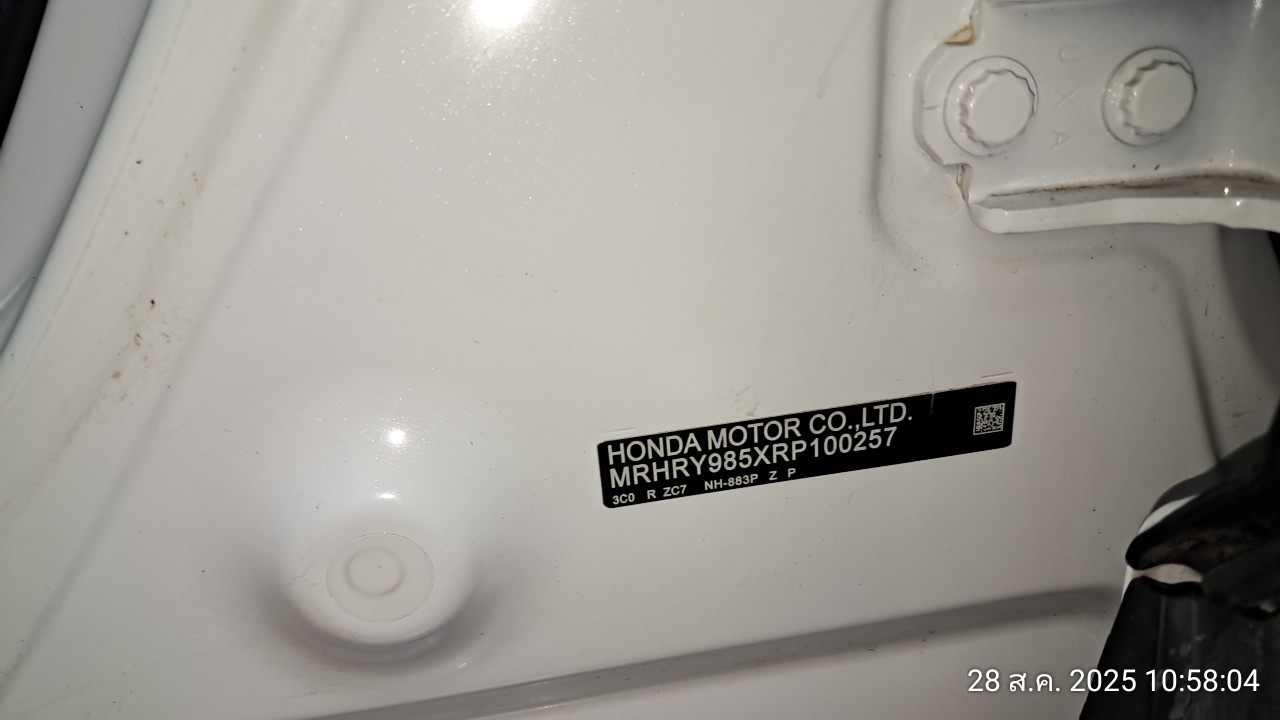 HONDA MOTOR CO.,LTD.
MRHRY985XRP100257
3C0 R ZC7 NH-883P Z P
28 ส.ค. 2025 10:58:04